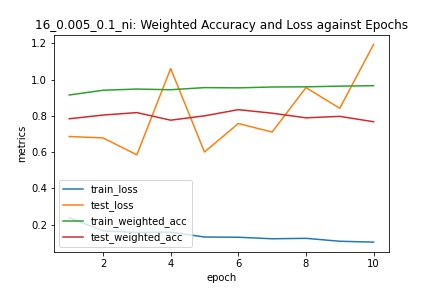 16_0.005_0.1_ni: Weighted Accuracy and Loss against Epochs
1.2
1.0
0.8
0.6
0.4
0.2
metrics
train_loss
test_loss
train_weighted_acc
test_weighted_acc
2
4
6
8
10
epoch